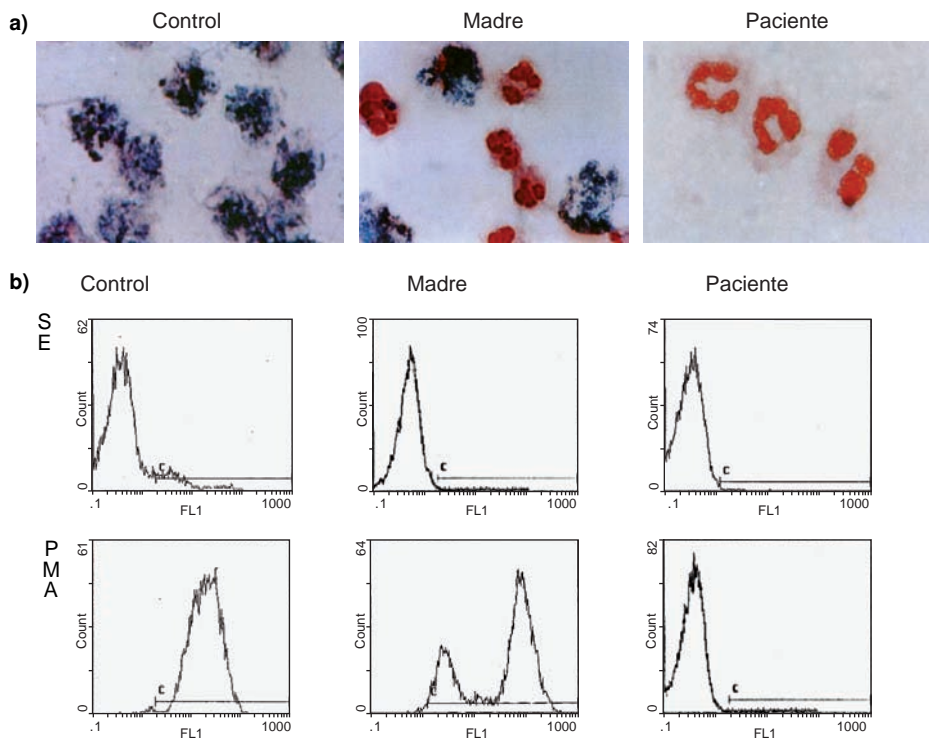 a)
Control Madre Paciente
b)
Control Madre Paciente
SE
62 Count 0 c .1 FL1 1000
100 Count 0 c .1 FL1 1000
74 Count 0 c .1 FL1 1000
PMA
61 Count 0 c .1 FL1 1000
64 Count 0 .1 FL1 1000
82 Count 0 c .1 FL1 1000